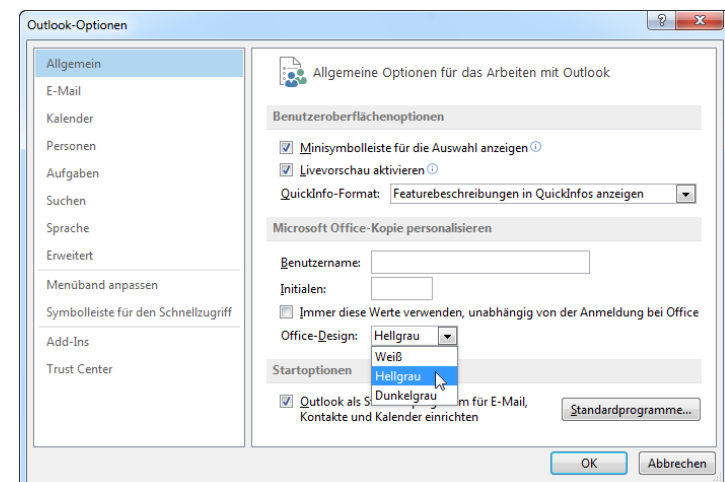 Outlook-Optionen
Allgemein
E-Mail
Kalender
Personen
Aufgaben
Suchen
Sprache
Erweitert
Menüband anpassen
Symbolleiste für den Schnellzugriff
Add-Ins
Trust Center
Allgemeine Optionen für das Arbeiten mit Outlook
Benutzeroberflächenoptionen
Minisymbolleiste für die Auswahl anzeigen
Livevorschau aktivieren
QuickInfo-Format: Featurebeschreibungen in QuickInfos anzeigen
Microsoft Office-Kopie personalisieren
Benutzername:
Initialen:
Immer diese Werte verwenden, unabhängig von der Anmeldung bei Office
Office-Design: Hellgrau
Weiß
Hellgrau
Dunkelgrau
Startoptionen
Outlook als S m für E-Mail,
Kontakte und Kalender einrichten
Standardprogramme...
OK
Abbrechen